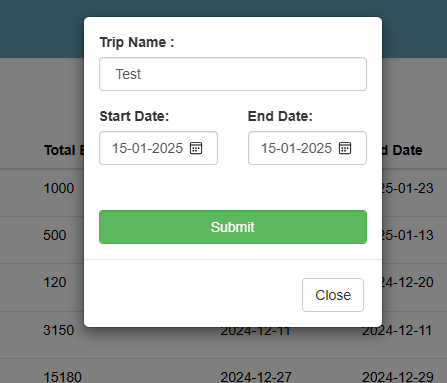 Trip Name :
Test
Start Date: End Date:
15-01-2025 15-01-2025
Total d Date
1000 25-01-23
500 25-01-13
Submit
120 24-12-20
Close
3150 2024-12-11 2024-12-11
15180 2024-12-27 2024-12-29